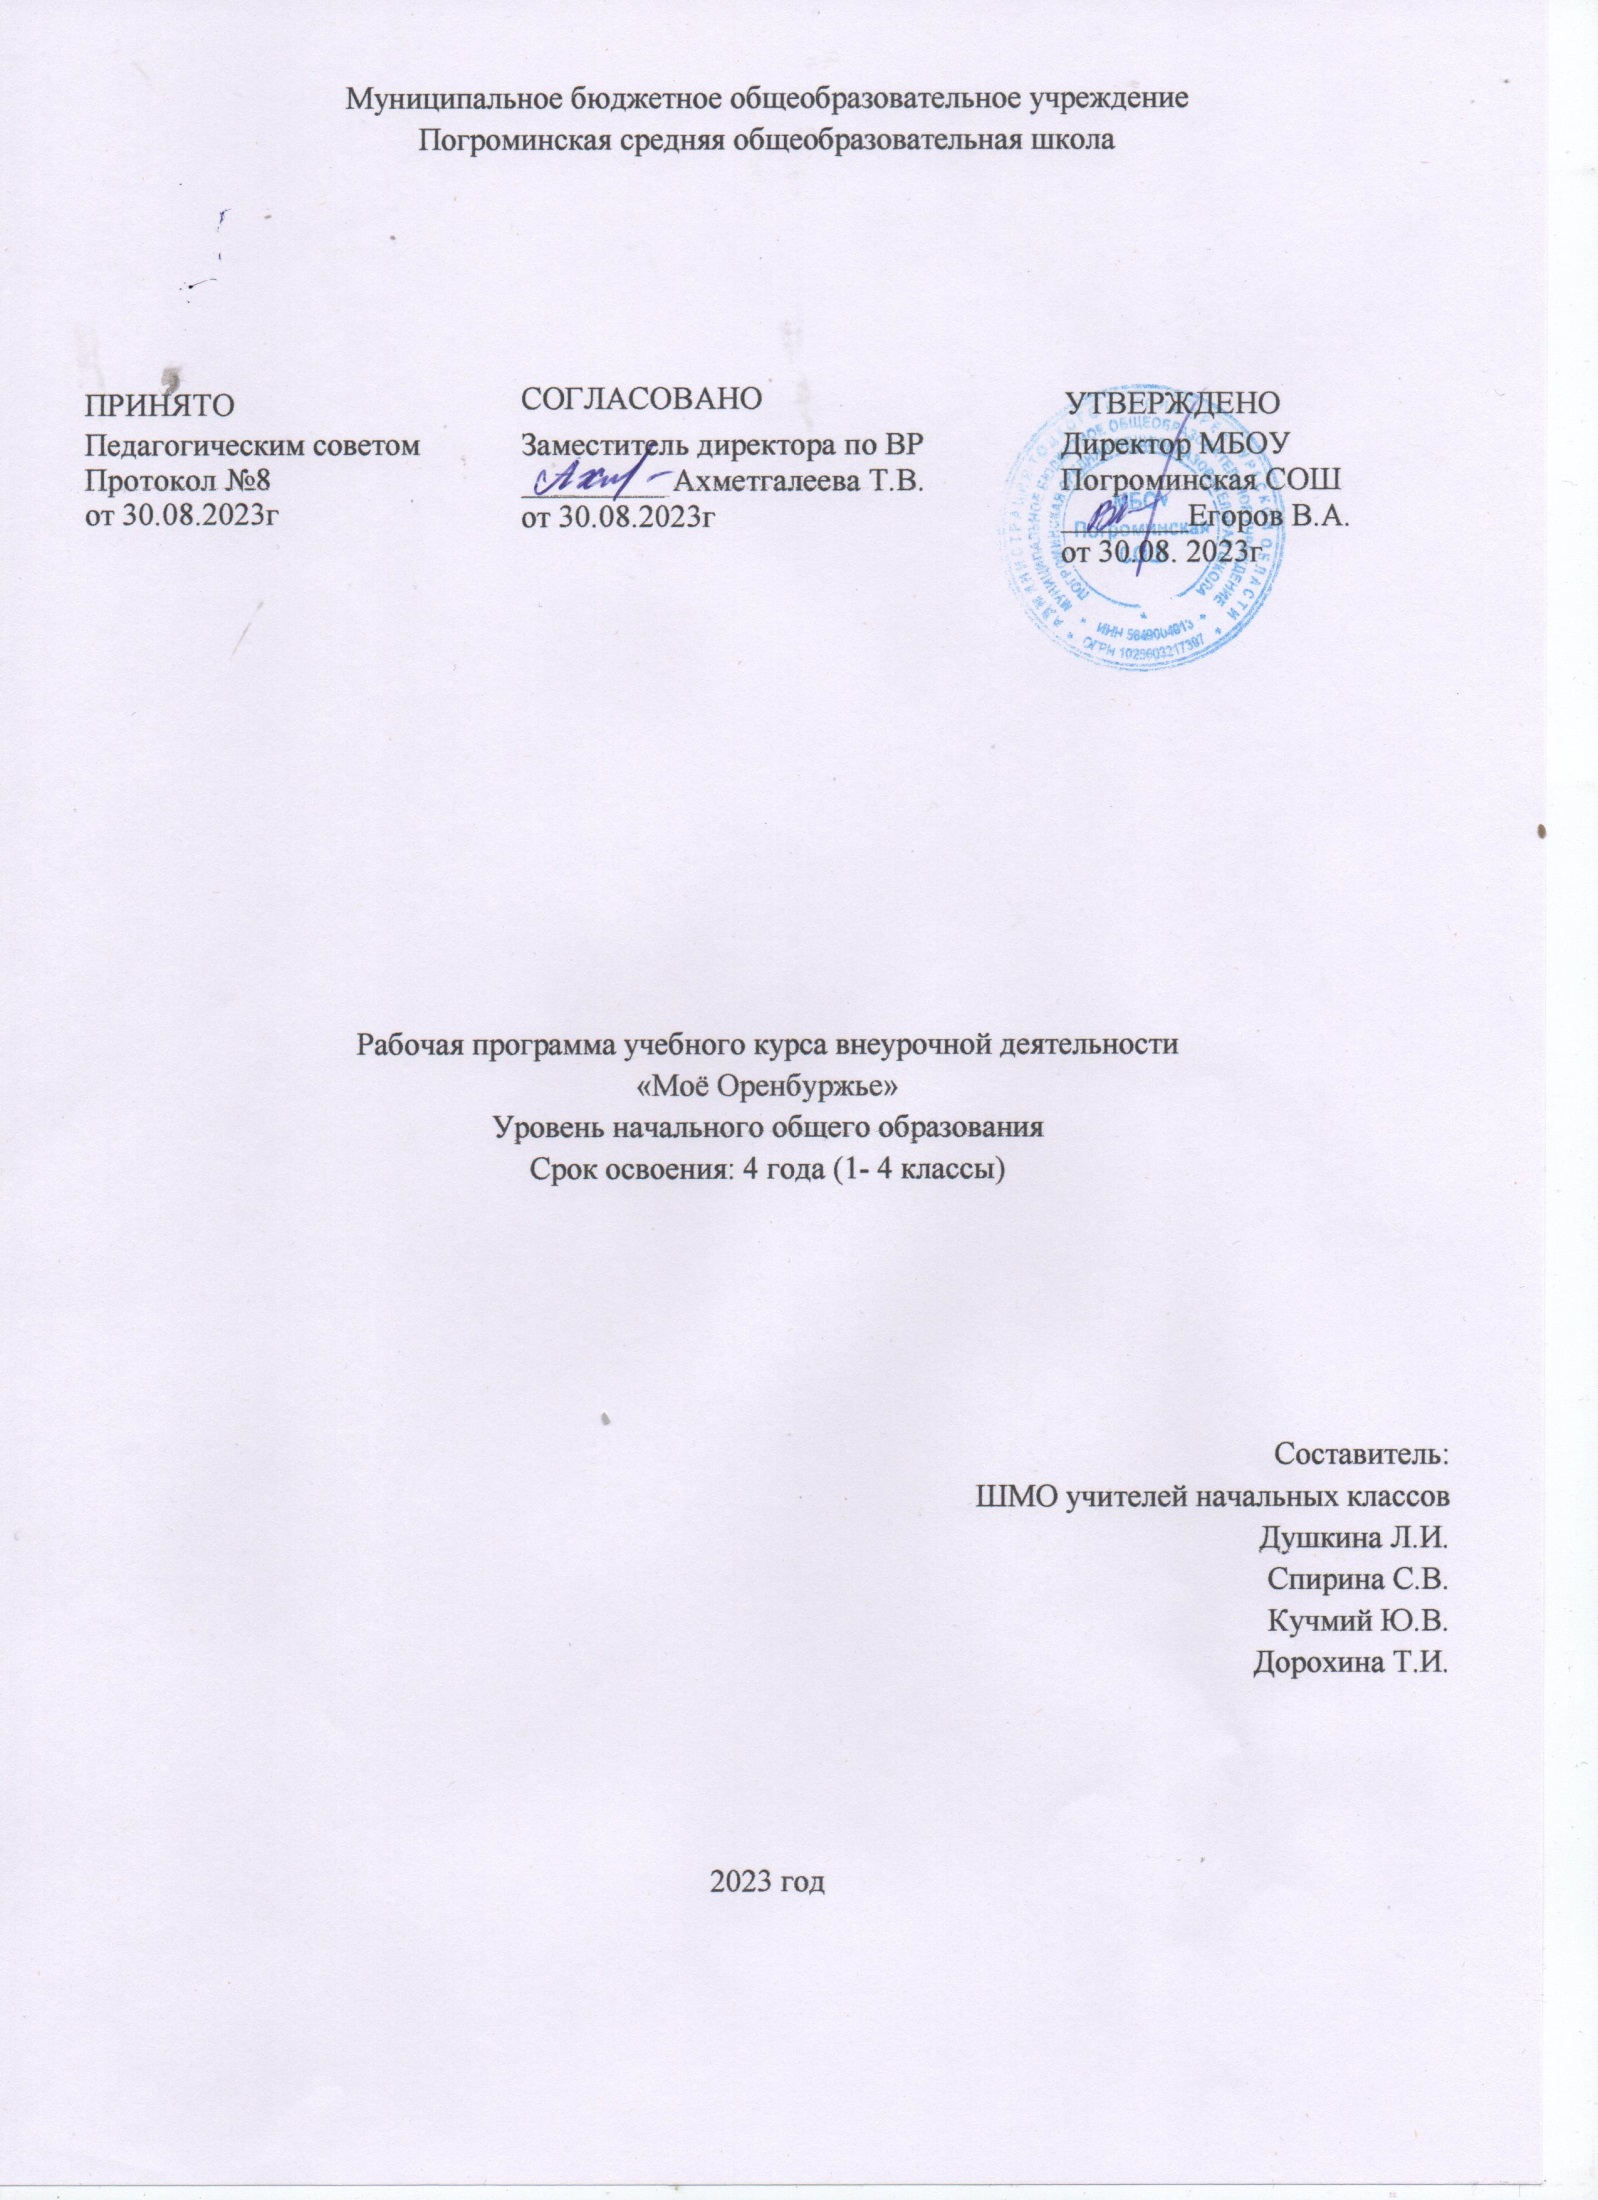 Муниципальное бюджетное общеобразовательное учреждение
Погроминская средняя общеобразовательная школа
ПРИНЯТО
Педагогическим советом
Протокол №8
от 30.08.2023г
СОГЛАСОВАНО
Заместитель директора по ВР
Ахметгалеева Т.В.
от 30.08.2023г
УТВЕРЖДЕНО
Директор МБОУ
Погроминская СОШ
Егоров В.А.
от 30.08. 2023г
МБОУ
Погроминская
Рабочая программа учебного курса внеурочной деятельности
«Моё Оренбуржье»
Уровень начального общего образования
Срок освоения: 4 года (1- 4 классы)
Составитель:
ШМО учителей начальных классов
Душкина Л.И.
Спирина С.В.
Кучмий Ю.В.
Дорохина Т.И.
2023 год